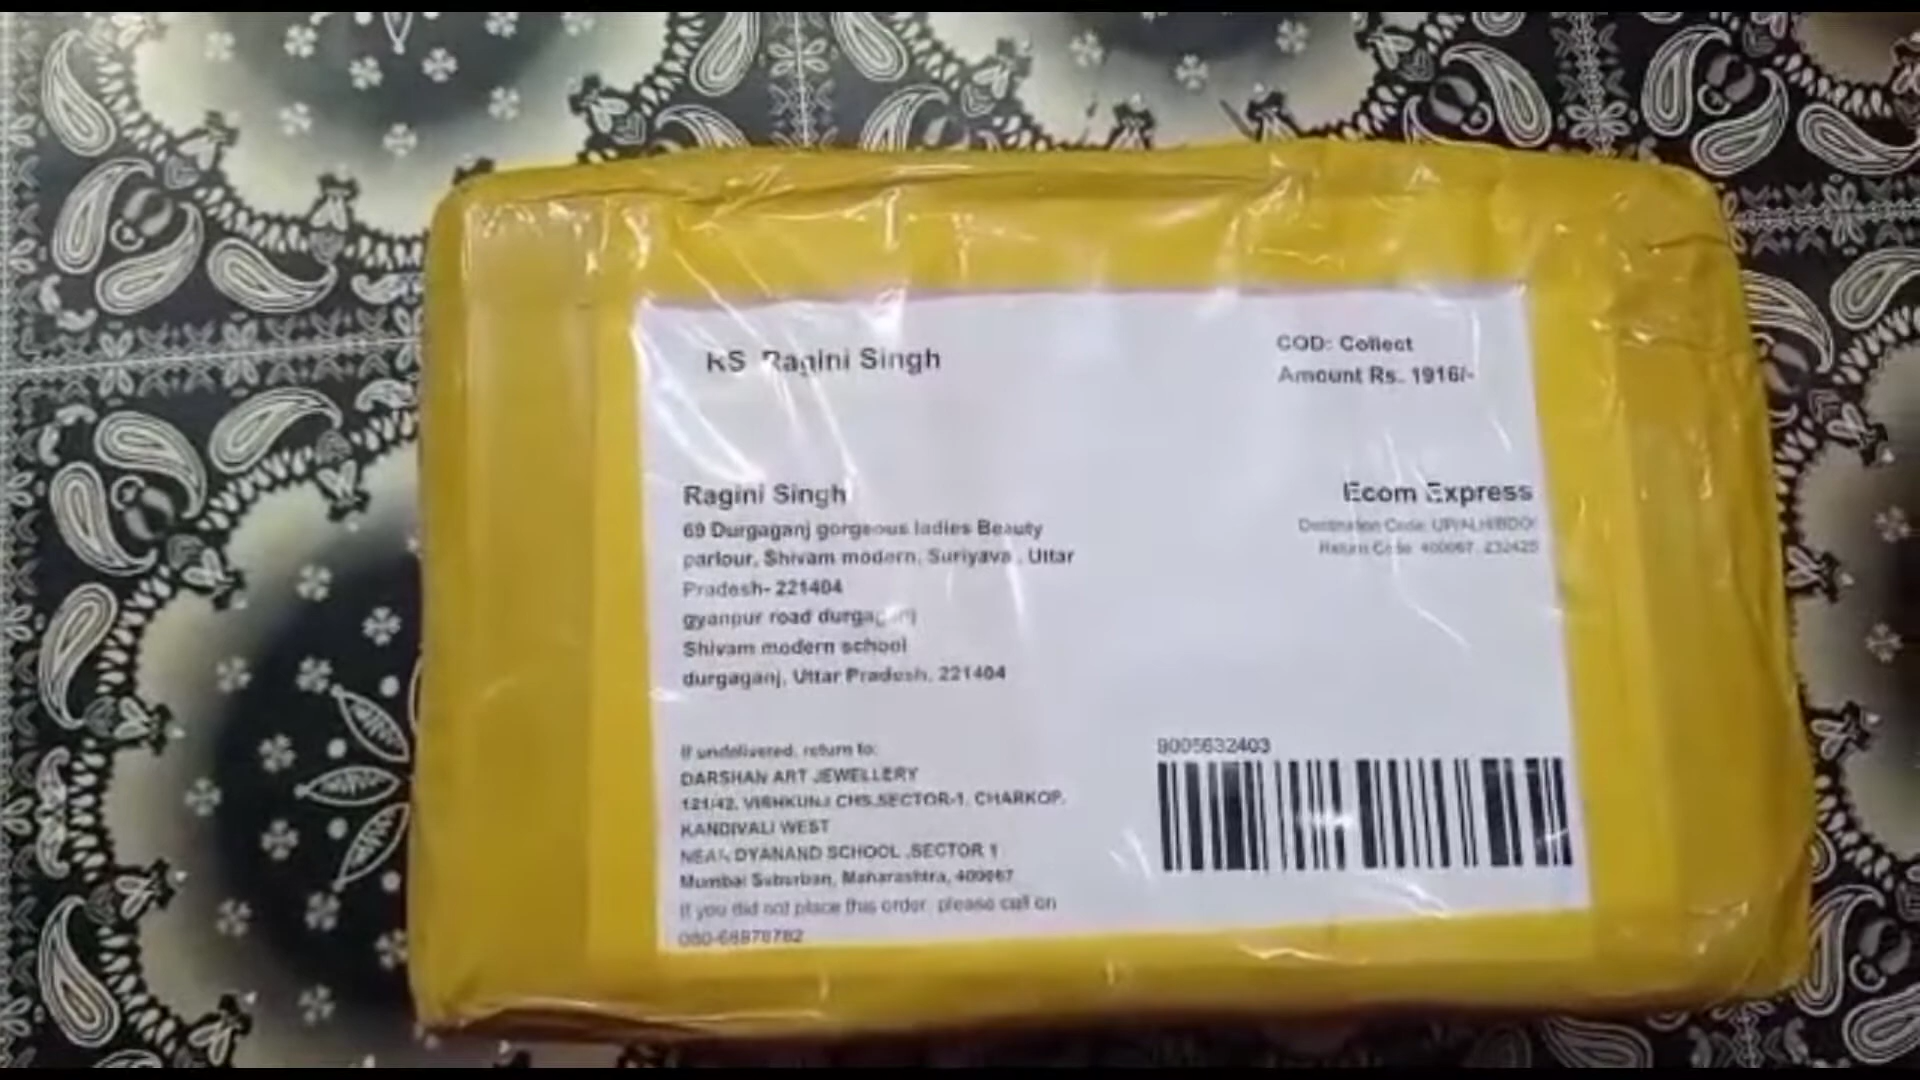 RS Ragini Singh
COD: Collect
Amount Rs. 1916/-
Ragini Singh
69 Durgaganj gorgeous ladies Beauty
parlour, Shivam modern, Suriyava , Uttar
Pradesh- 221404
gyanpur road durgaganj
Shivam modern school
durgaganj, Uttar Pradesh, 221404
Ecom Express
Destination Code:
Return Code: 400067, 232425
If undelivered, return to:
DARSHAN ART JEWELLERY
121/42, VISHKUNJ CHS,SECTOR-1, CHARKOP,
KANDIVALI WEST
NEAR DYANAND SCHOOL ,SECTOR 1
Mumbai Suburban, Maharashtra, 400067
If you did not place this order, please call on
080-68978782
9005632403